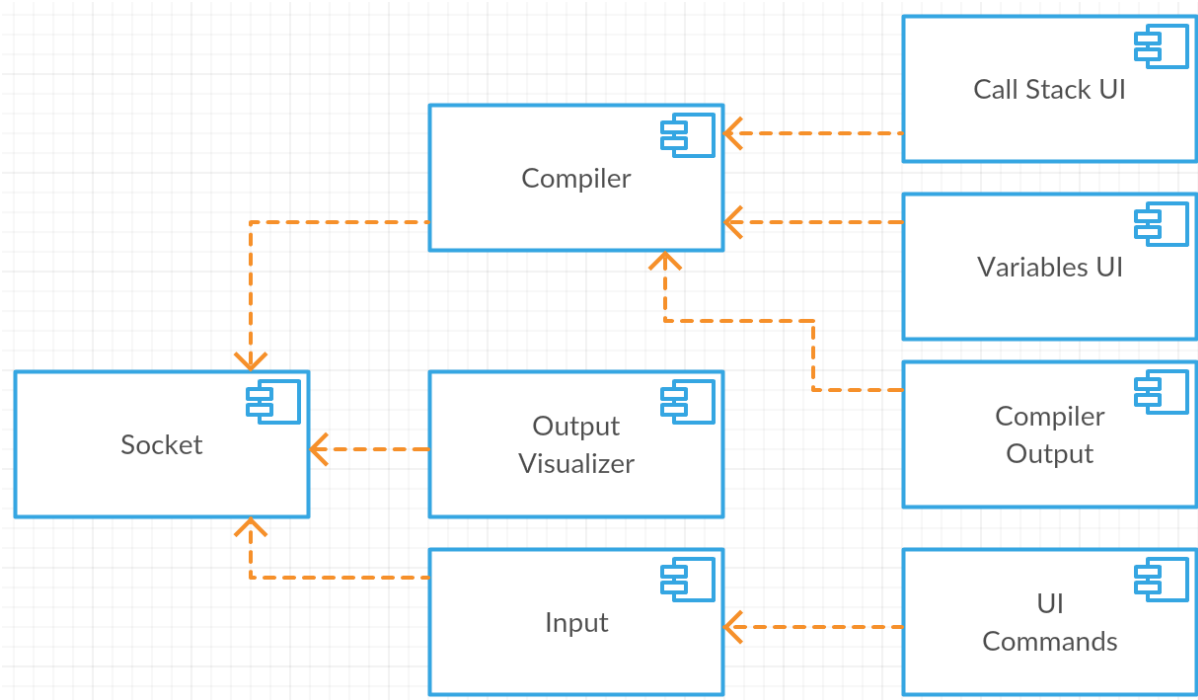 Call Stack UI
Compiler
Variables UI
Socket
Output
Visualizer
Compiler
Output
Input
UI
Commands